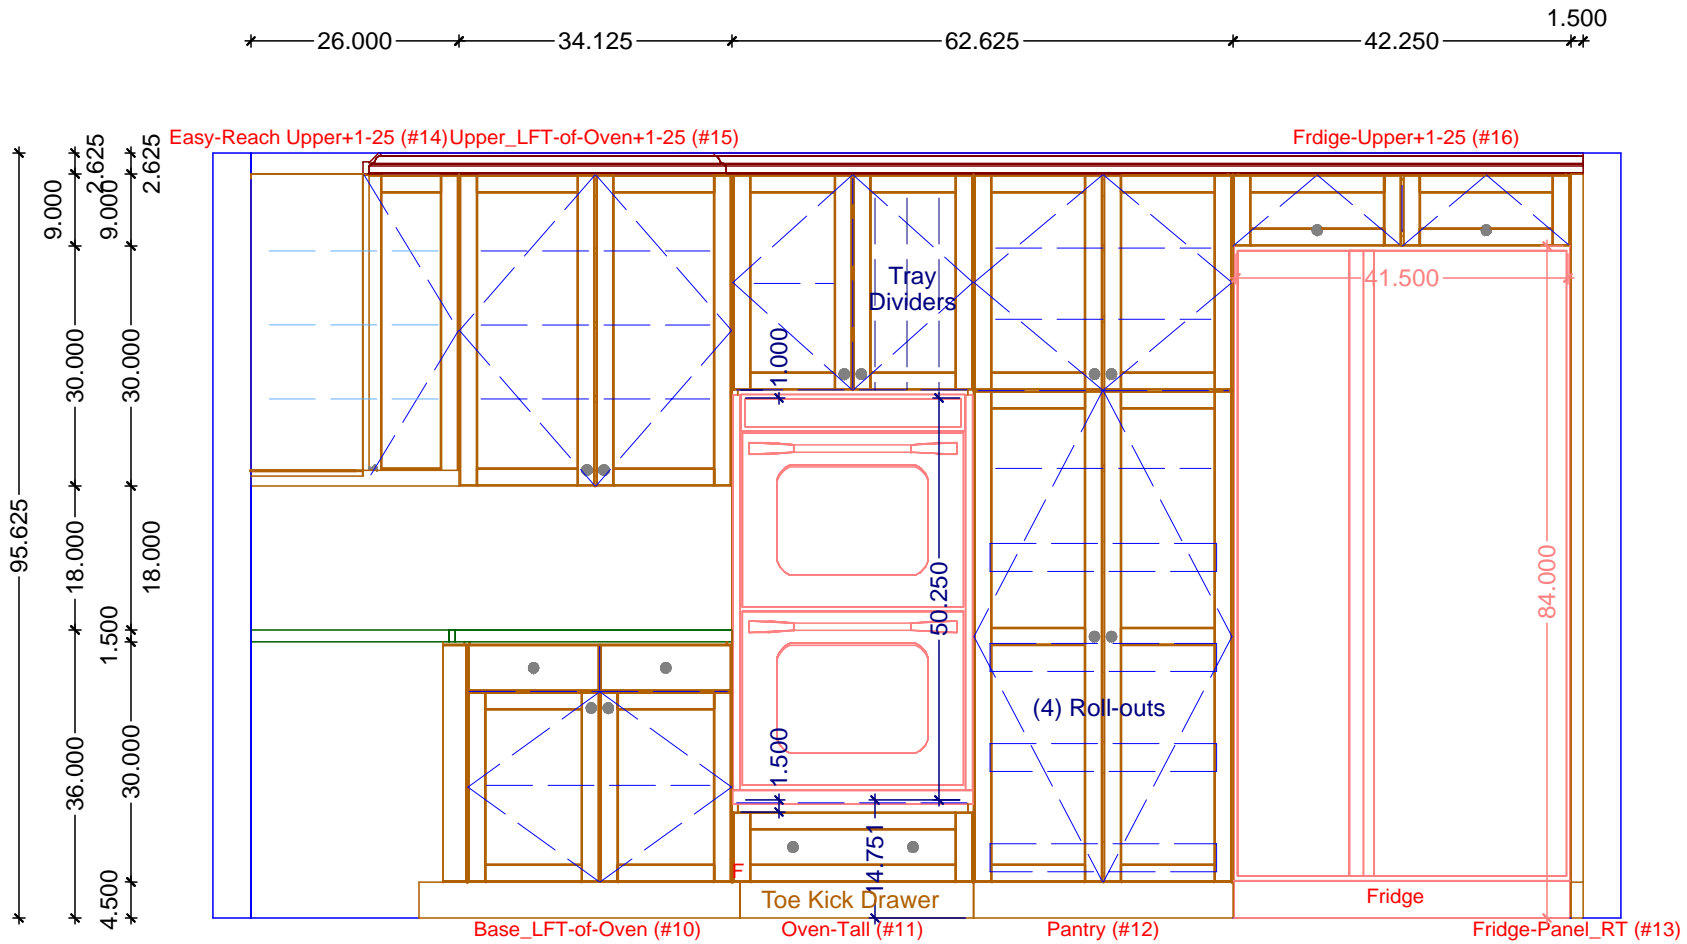 1.500
26.000
34.125
62.625
42.250
Easy-Reach Upper+1-25 (#14)
Upper_LFT-of-Oven+1-25 (#15)
Frdige-Upper+1-25 (#16)
2.625
2.625
9.000
9.000
Tray
Dividers
41.500
1.000
30.000
30.000
95.625
18.000
18.000
50.250
84.000
1.500
(4) Roll-outs
1.500
36.000
30.000
14.751
F
4.500
Toe Kick Drawer
Fridge
Base_LFT-of-Oven (#10)
Oven-Tall (#11)
Pantry (#12)
Fridge-Panel_RT (#13)